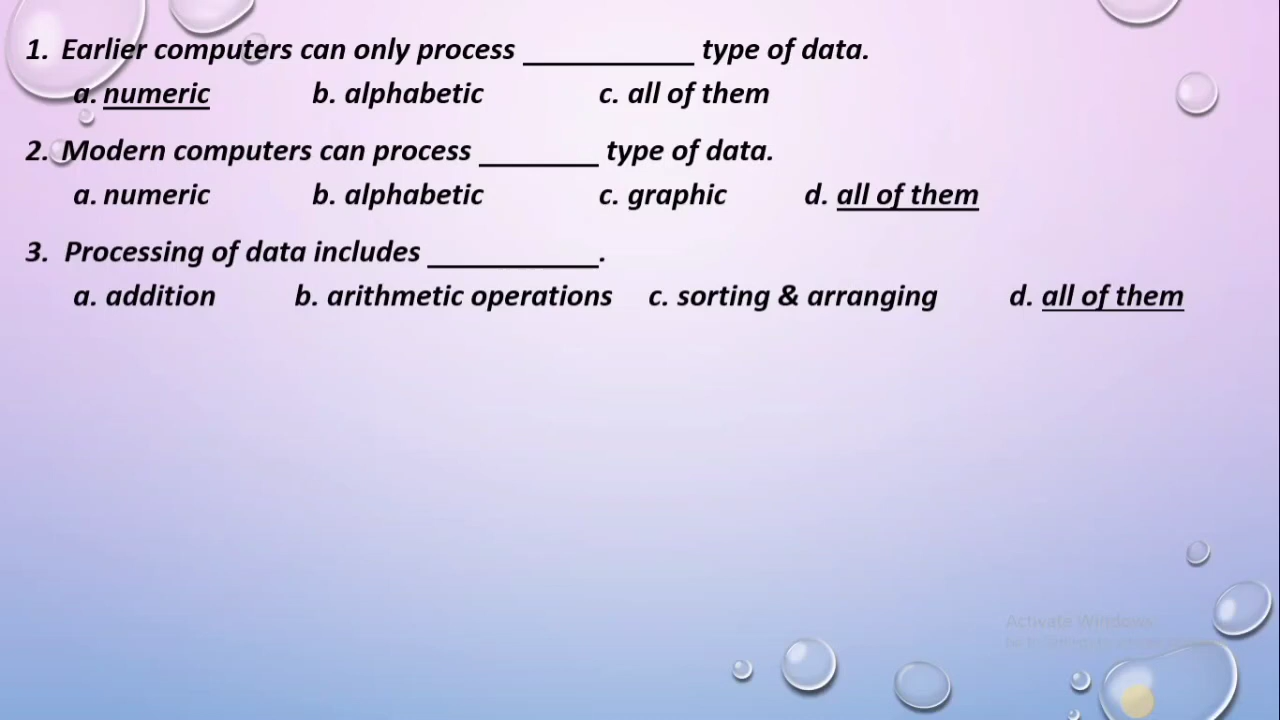 1. Earlier computers can only process ____________ type of data.
a. numeric b. alphabetic c. all of them
2. Modern computers can process ________ type of data.
a. numeric b. alphabetic c. graphic d. all of them
3. Processing of data includes ____________.
a. addition b. arithmetic operations c. sorting & arranging d. all of them
Activate Windows